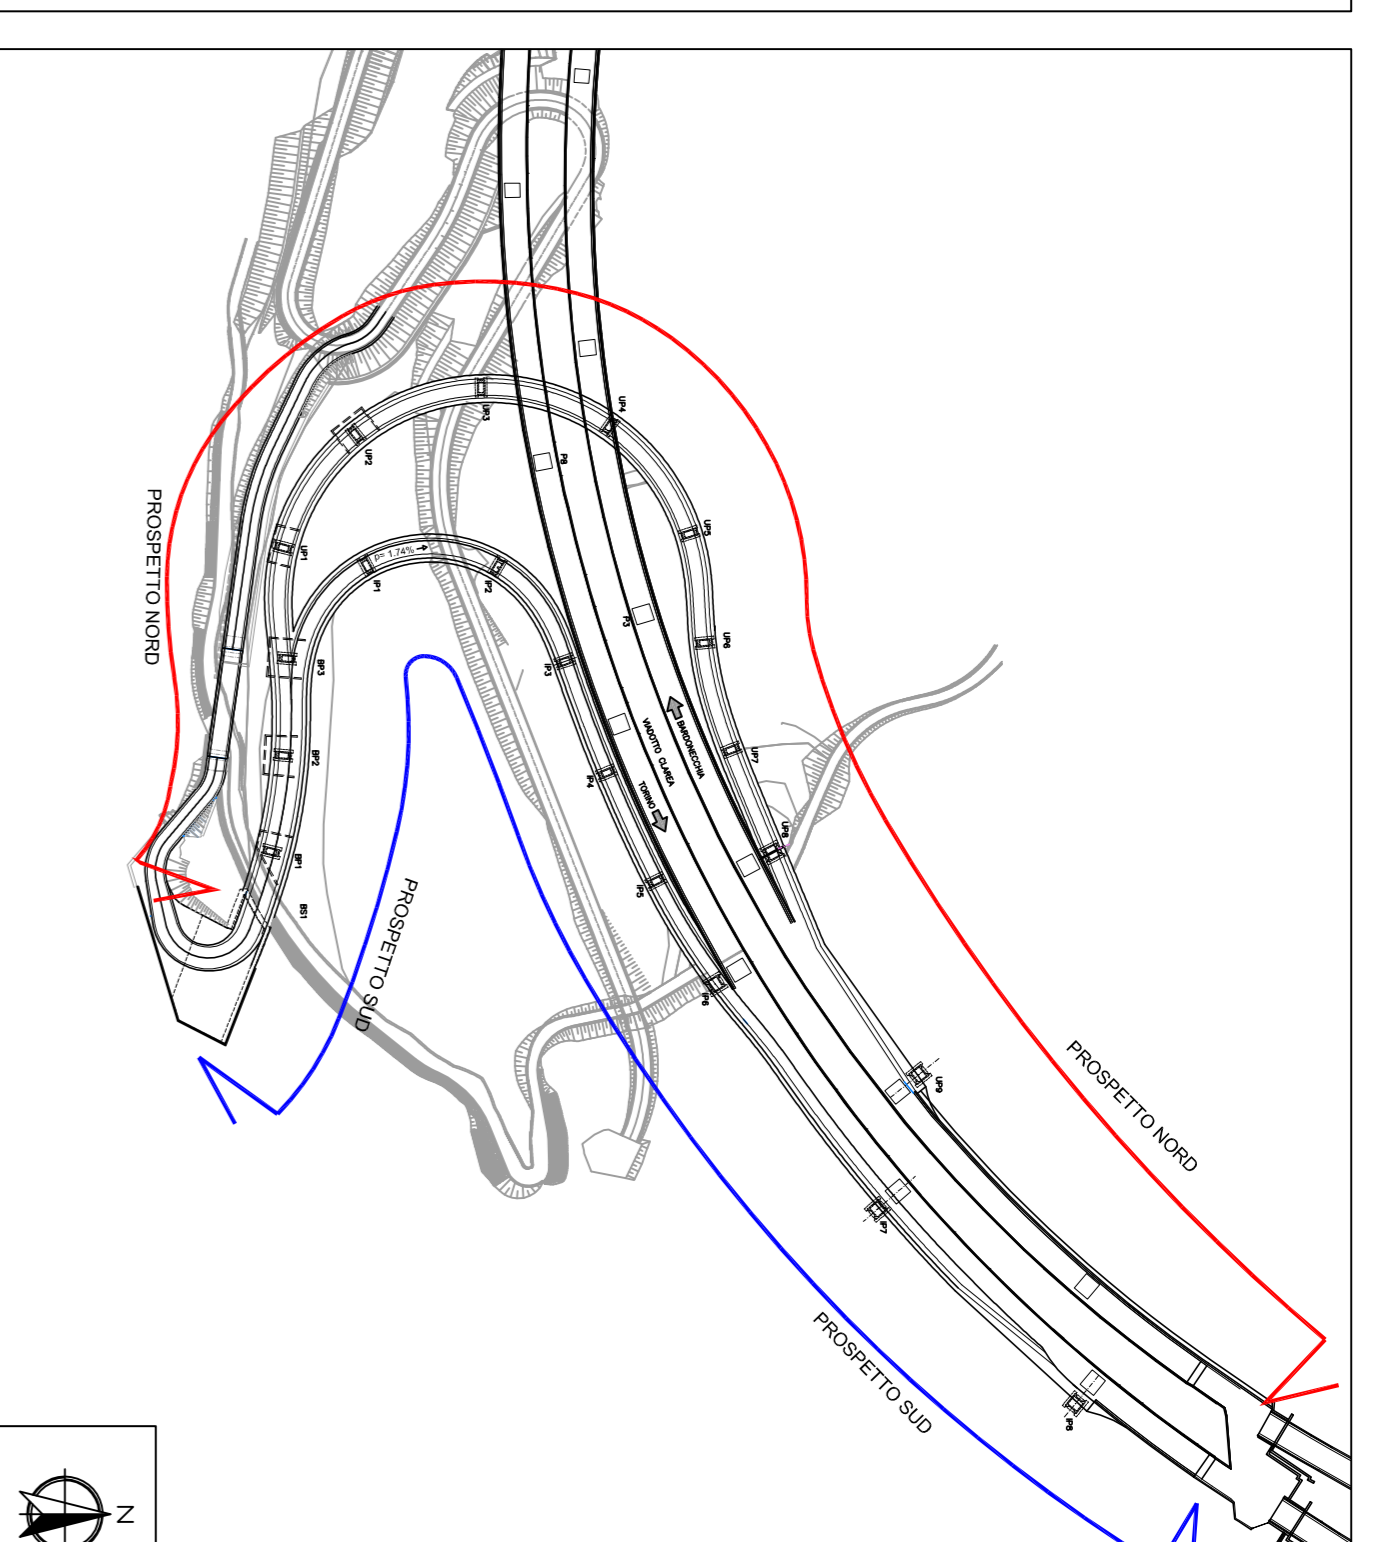 UP4
UP3
UP2
P8
PROSPETTO NORD
UP5
UP1
p= 1.74%
IP1
IP2
P3
UP6
BP3
IP3
BARDONECCHIA
VIADOTTO CLAREA
TORINO
UP7
BP2
IP4
UP8
BP1
IP5
BS1
PROSPETTO SUD
IP6
UP9
PROSPETTO NORD
IP7
PROSPETTO SUD
IP8
N